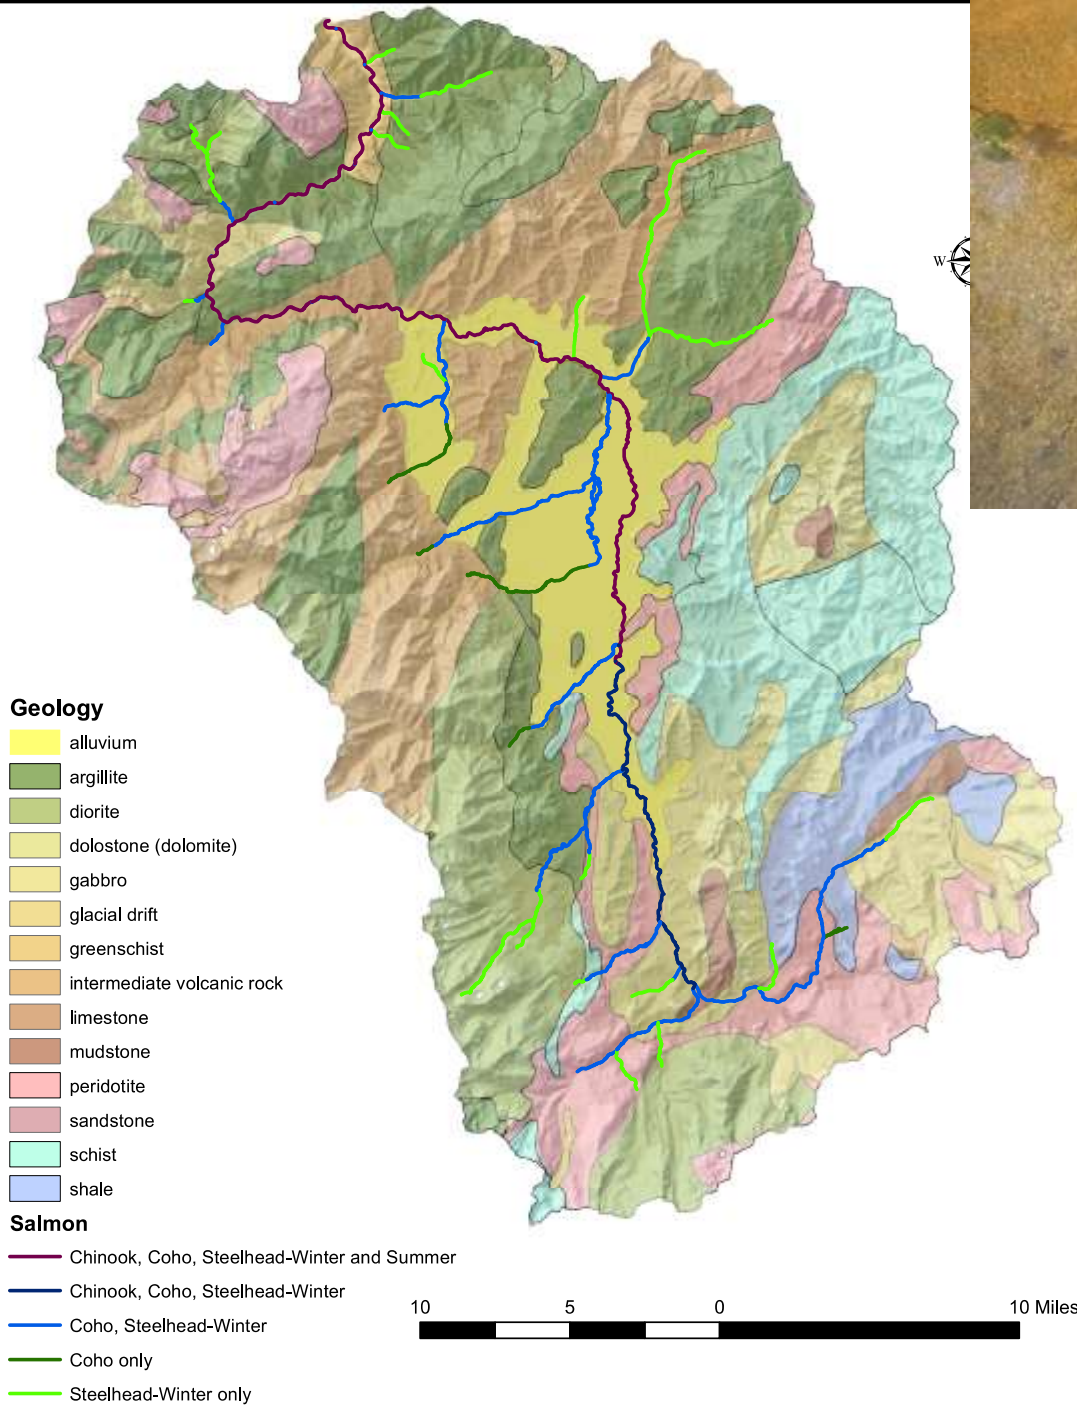 W
Geology
alluvium
argillite
diorite
dolostone (dolomite)
gabbro
glacial drift
greenschist
intermediate volcanic rock
limestone
mudstone
peridotite
sandstone
schist
shale
Salmon
Chinook, Coho, Steelhead-Winter and Summer
Chinook, Coho, Steelhead-Winter
Coho, Steelhead-Winter
Coho only
Steelhead-Winter only
10 5 0 10 Miles